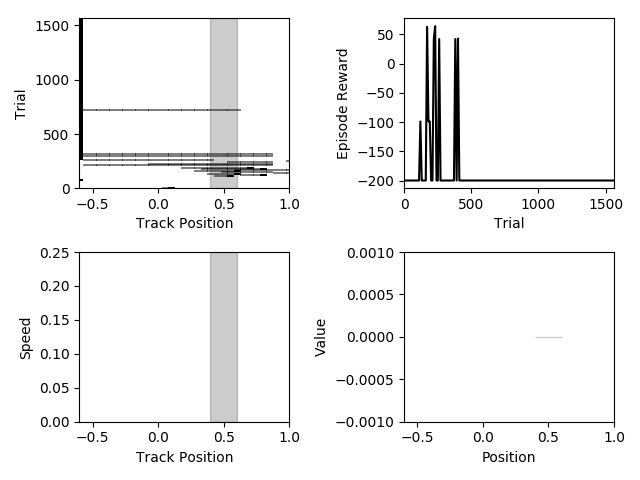 1500
1000
500
0
Trial
−0.5 0.0 0.5 1.0
Track Position
50
0
−50
−100
−150
−200
Episode Reward
0 500 1000 1500
Trial
0.25
0.20
0.15
0.10
0.05
0.00
Speed
−0.5 0.0 0.5 1.0
Track Position
0.0010
0.0005
0.0000
−0.0005
−0.0010
Value
−0.5 0.0 0.5 1.0
Position